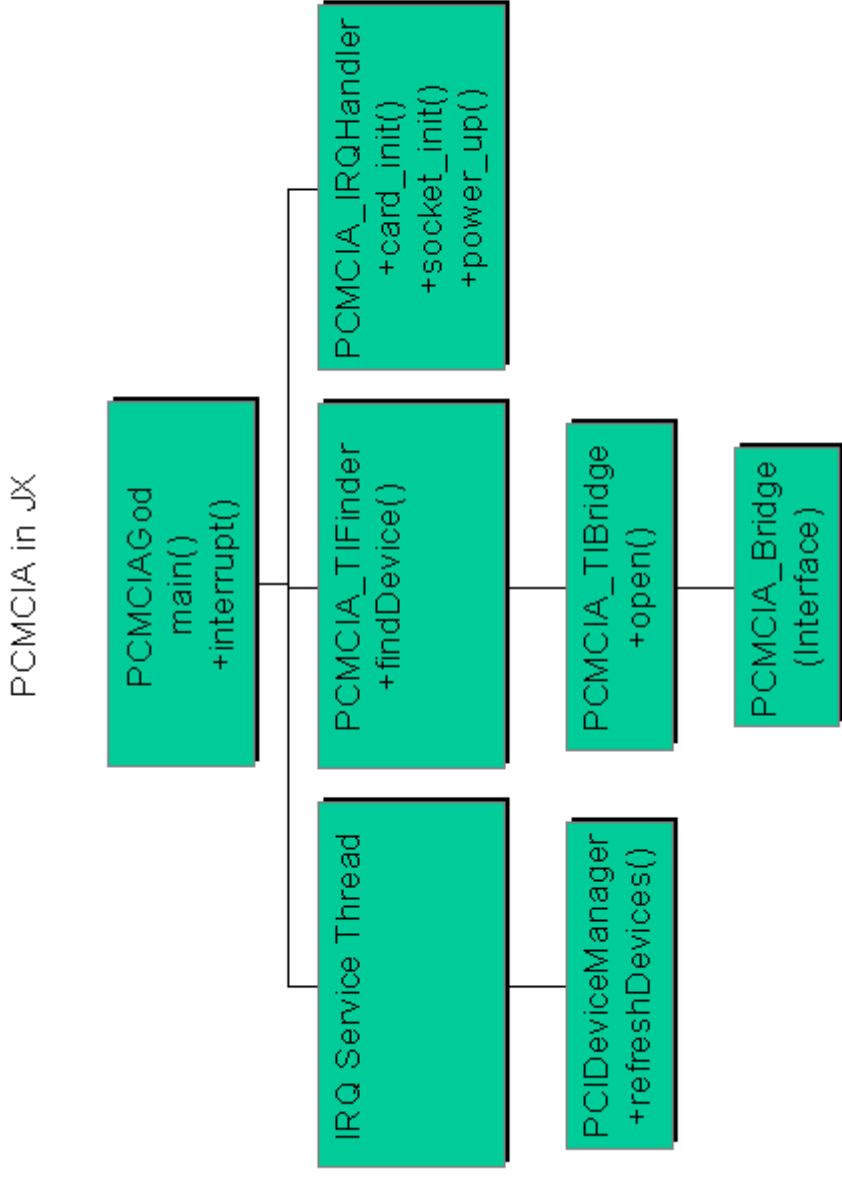 PCMCIA in JX
PCMCIAGod
main()
+interrupt()
IRQ Service Thread
PCMCIA_TIFinder
+findDevice()
PCMCIA_IRQHandler
+card_init()
+socket_init()
+power_up()
PCIDeviceManager
+refreshDevices()
PCMCIA_TIBridge
+open()
PCMCIA_Bridge
(Interface)